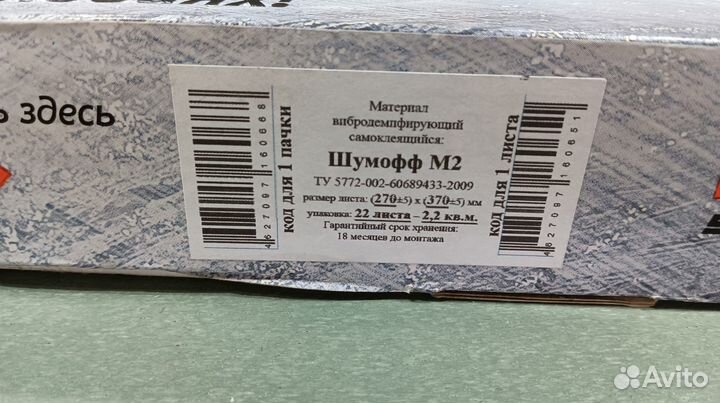 ь здесь
4627097160668
код для 1 пачки
Материал
вибродемпфирующий
самоклеящийся:
Шумофф М2
ТУ 5772-002-60689433-2009
размер листа: (270±5) х (370±5) мм
упаковка: 22 листа – 2,2 кв.м.
Гарантийный срок хранения:
18 месяцев до монтажа
код для 1 листа
4627097160651
Avito